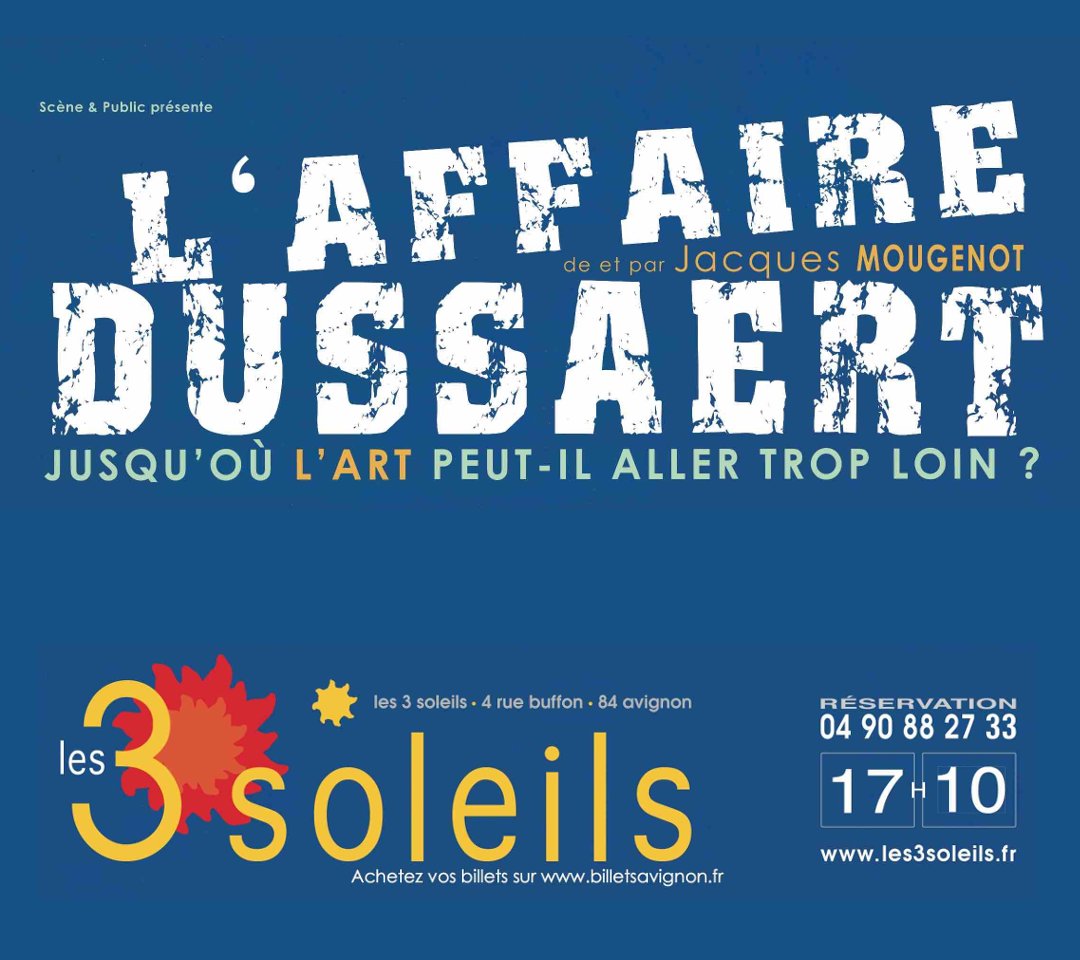 Scène & Public présente
L'AFFAIRE
de et par Jacques MOUGENOT
DUSSAERT
JUSQU'OÙ L'ART PEUT-IL ALLER TROP LOIN ?
les 3 soleils • 4 rue buffon • 84 avignon
les 3 soleils
Achetez vos billets sur www.billetsavignon.fr
RÉSERVATION
04 90 88 27 33
17 H 10
www.les3soleils.fr